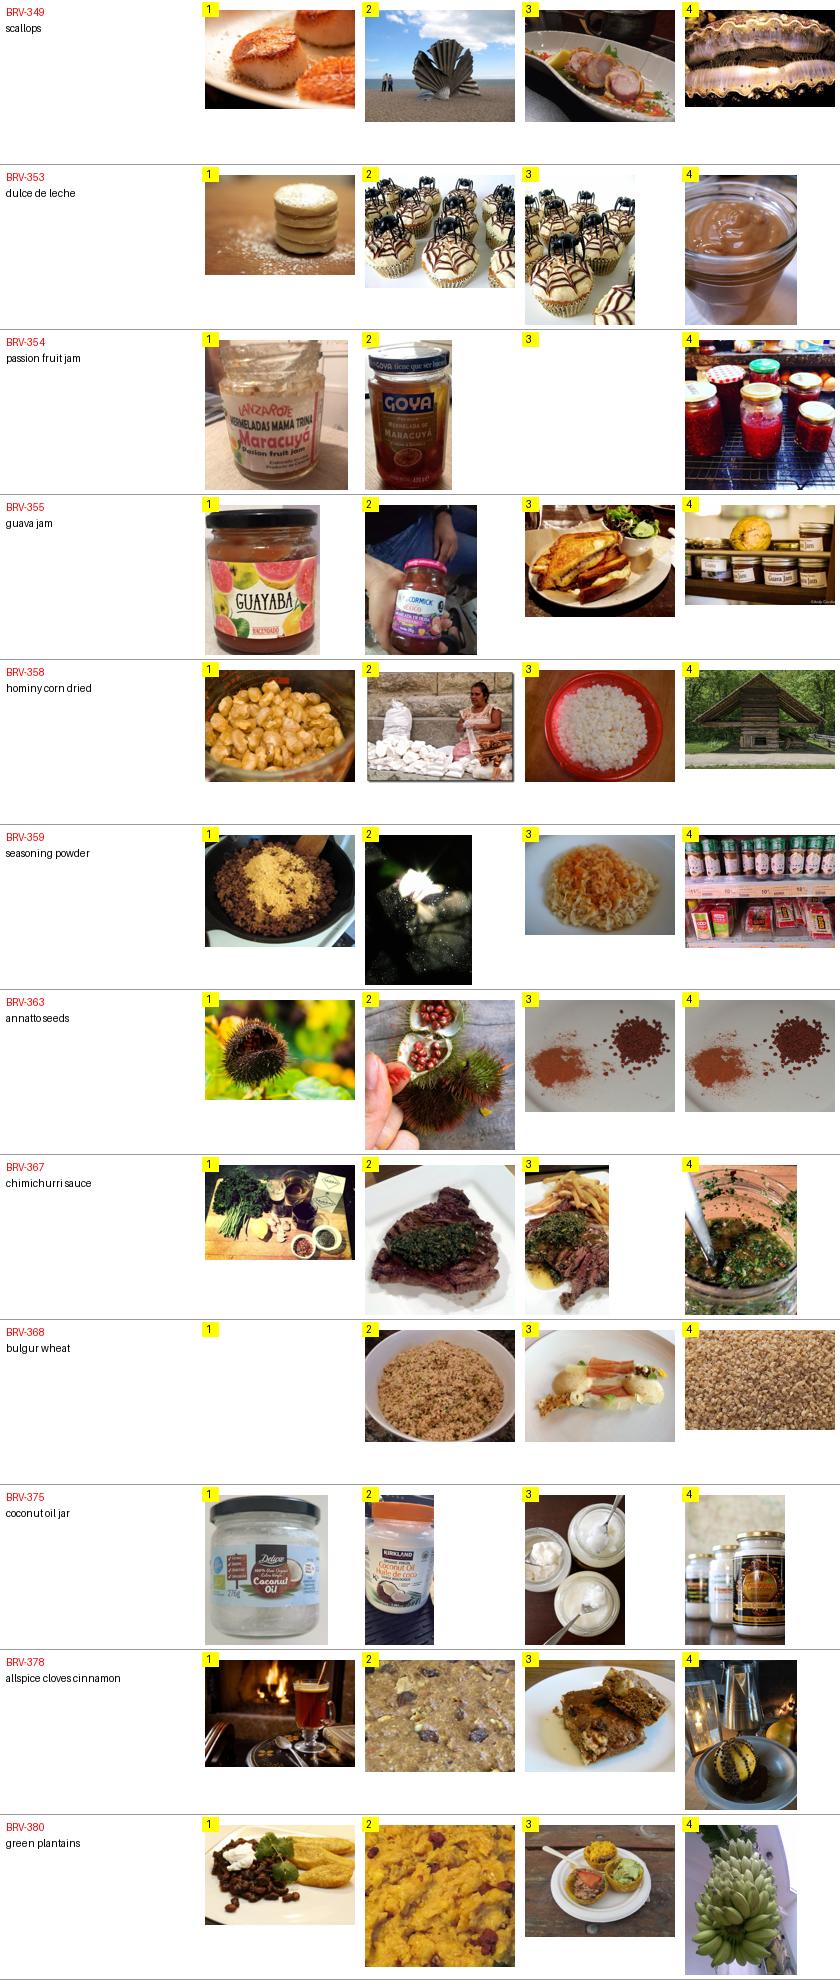 BRV-349
scallops
1
2
3
4
BRV-353
dulce de leche
1
2
3
4
BRV-354
passion fruit jam
1
2
3
4
LANZAROTE
MERMELADAS MAMA TRINA
Maracuyá
Pasion fruit jam
GOYA
MERMELADA DE
MARACUYÁ
BRV-355
guava jam
1
2
3
4
GUAYABA
HACENDADO
Guava Jam
BRV-358
hominy corn dried
1
2
3
4
BRV-359
seasoning powder
1
2
3
4
BRV-363
annatto seeds
1
2
3
4
BRV-367
chimichurri sauce
1
2
3
4
BRV-368
bulgur wheat
1
2
3
4
BRV-375
coconut oil jar
1
2
3
4
Coconut
Oil
KIRKLAND
Coconut Oil
Huile de coco
BRV-378
allspice cloves cinnamon
1
2
3
4
BRV-380
green plantains
1
2
3
4